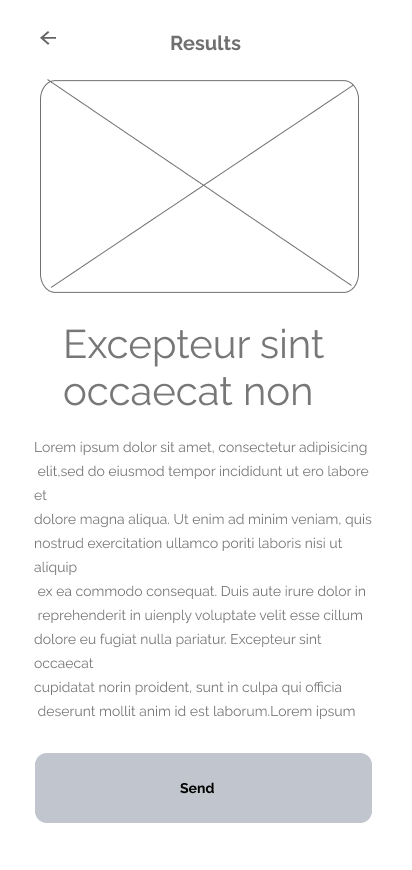 Results
Excepteur sint
occaecat non
Lorem ipsum dolor sit amet, consectetur adipisicing
elit,sed do eiusmod tempor incididunt ut ero labore
et
dolore magna aliqua. Ut enim ad minim veniam, quis
nostrud exercitation ullamco poriti laboris nisi ut
aliquip
ex ea commodo consequat. Duis aute irure dolor in
reprehenderit in uienply voluptate velit esse cillum
dolore eu fugiat nulla pariatur. Excepteur sint
occaecat
cupidatat norin proident, sunt in culpa qui officia
deserunt mollit anim id est laborum.Lorem ipsum
Send